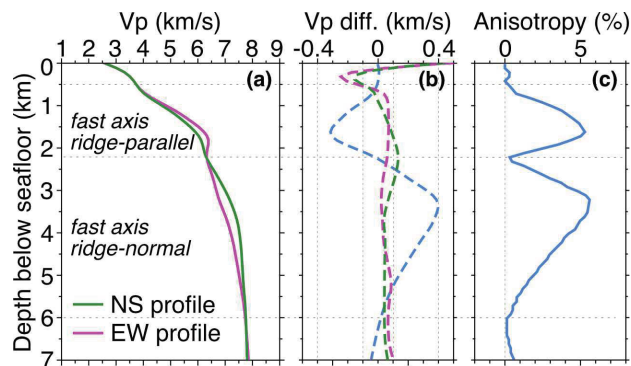 Vp (km/s)
Vp diff. (km/s)
Anisotropy (%)
1 2 3 4 5 6 7 8 9
-0.4 0 0.4
0 5
Depth below seafloor (km)
0
1
2
3
4
5
6
7
(a)
(b)
(c)
fast axis
ridge-parallel
fast axis
ridge-normal
NS profile
EW profile